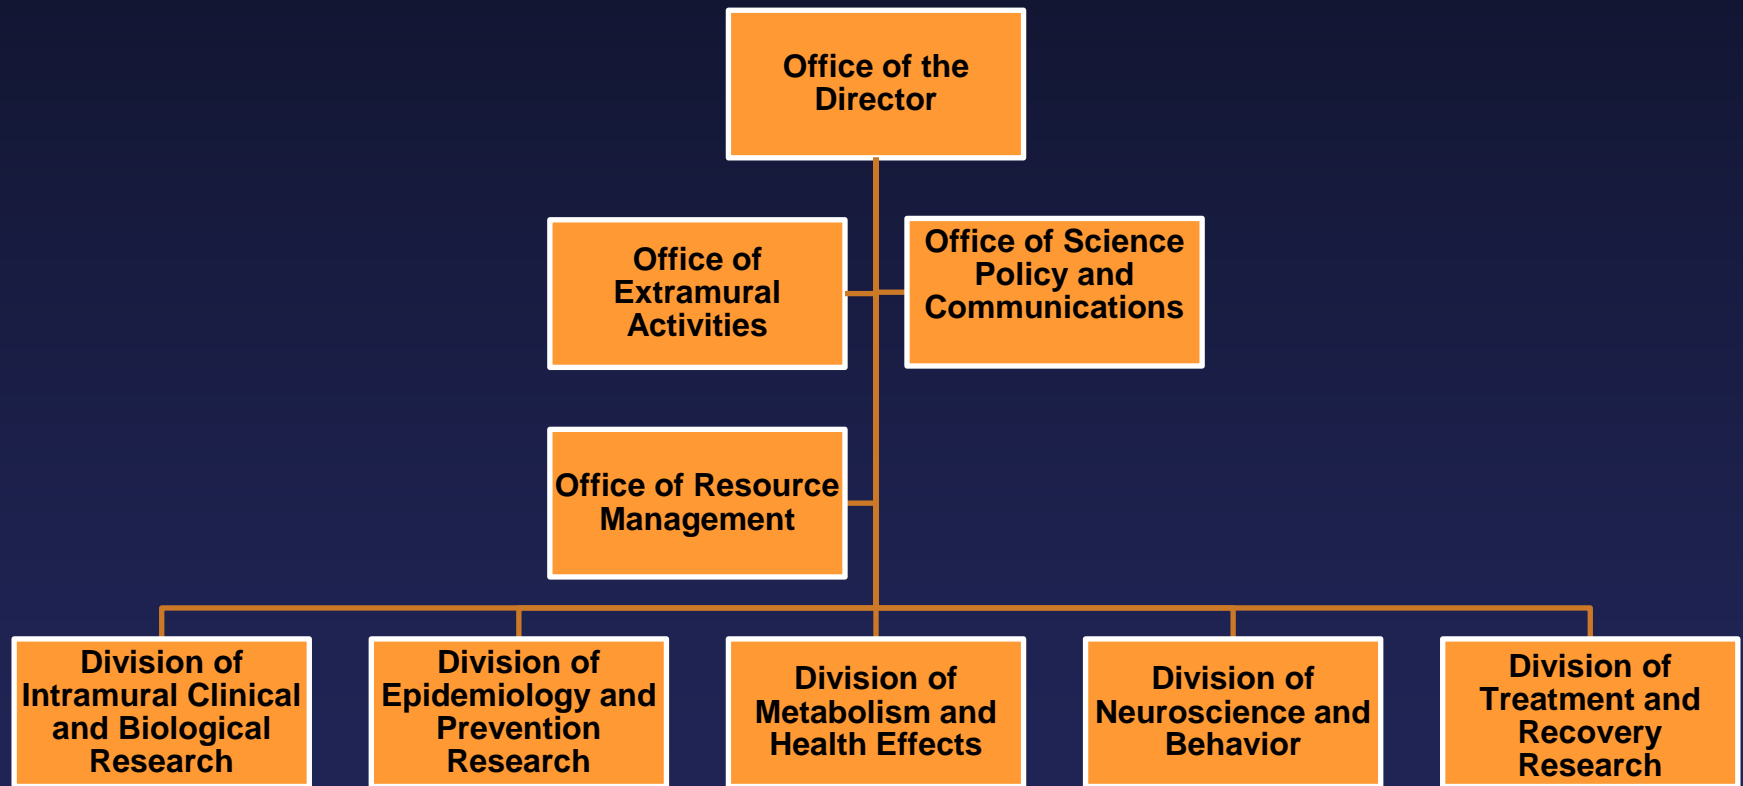 Office of the
Director
Office of
Extramural
Activities
Office of Science
Policy and
Communications
Office of Resource
Management
Division of
Intramural Clinical
and Biological
Research
Division of
Epidemiology and
Prevention
Research
Division of
Metabolism and
Health Effects
Division of
Neuroscience and
Behavior
Division of
Treatment and
Recovery
Research